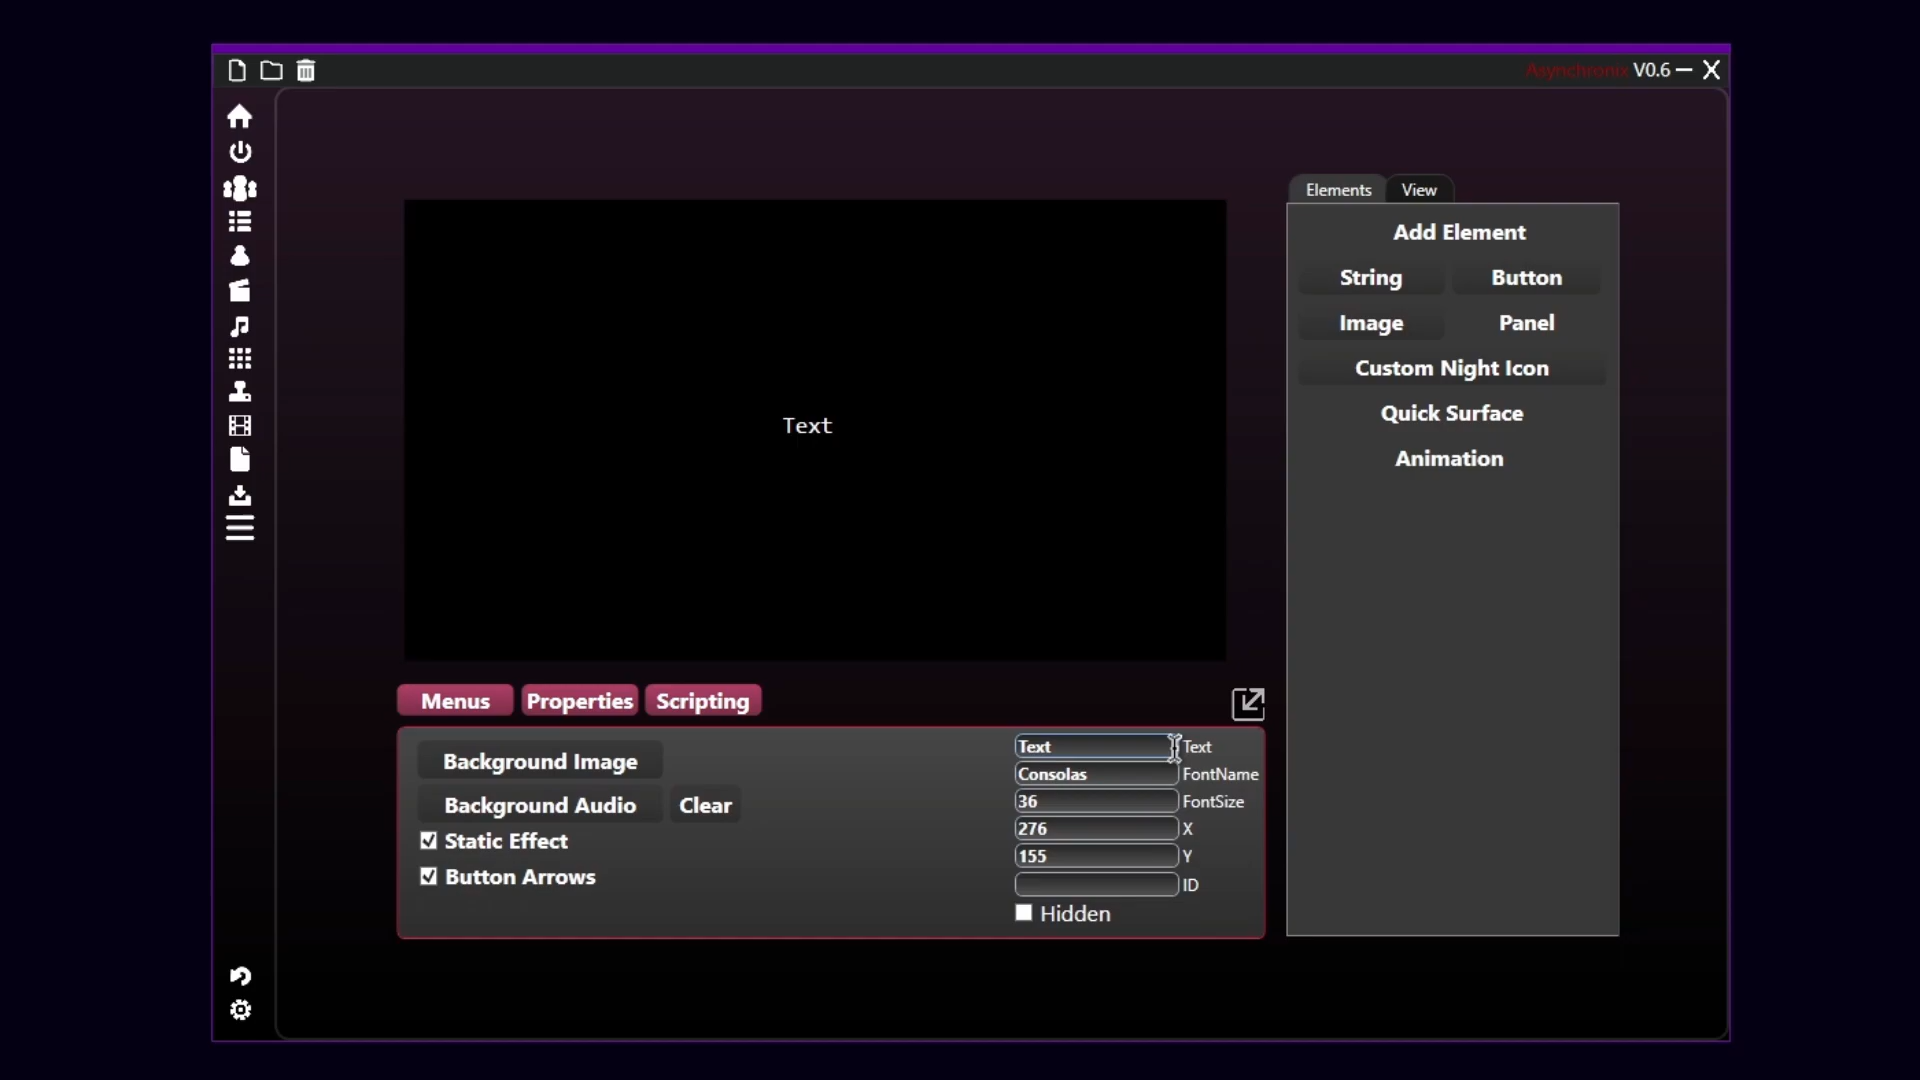 Asynchronix V0.6
Elements View
Add Element
String Button
Image Panel
Custom Night Icon
Quick Surface
Animation
Text
Menus Properties Scripting
Background Image
Background Audio Clear
Static Effect
Button Arrows
Text Text
Consolas FontName
36 FontSize
276 X
155 Y
ID
Hidden